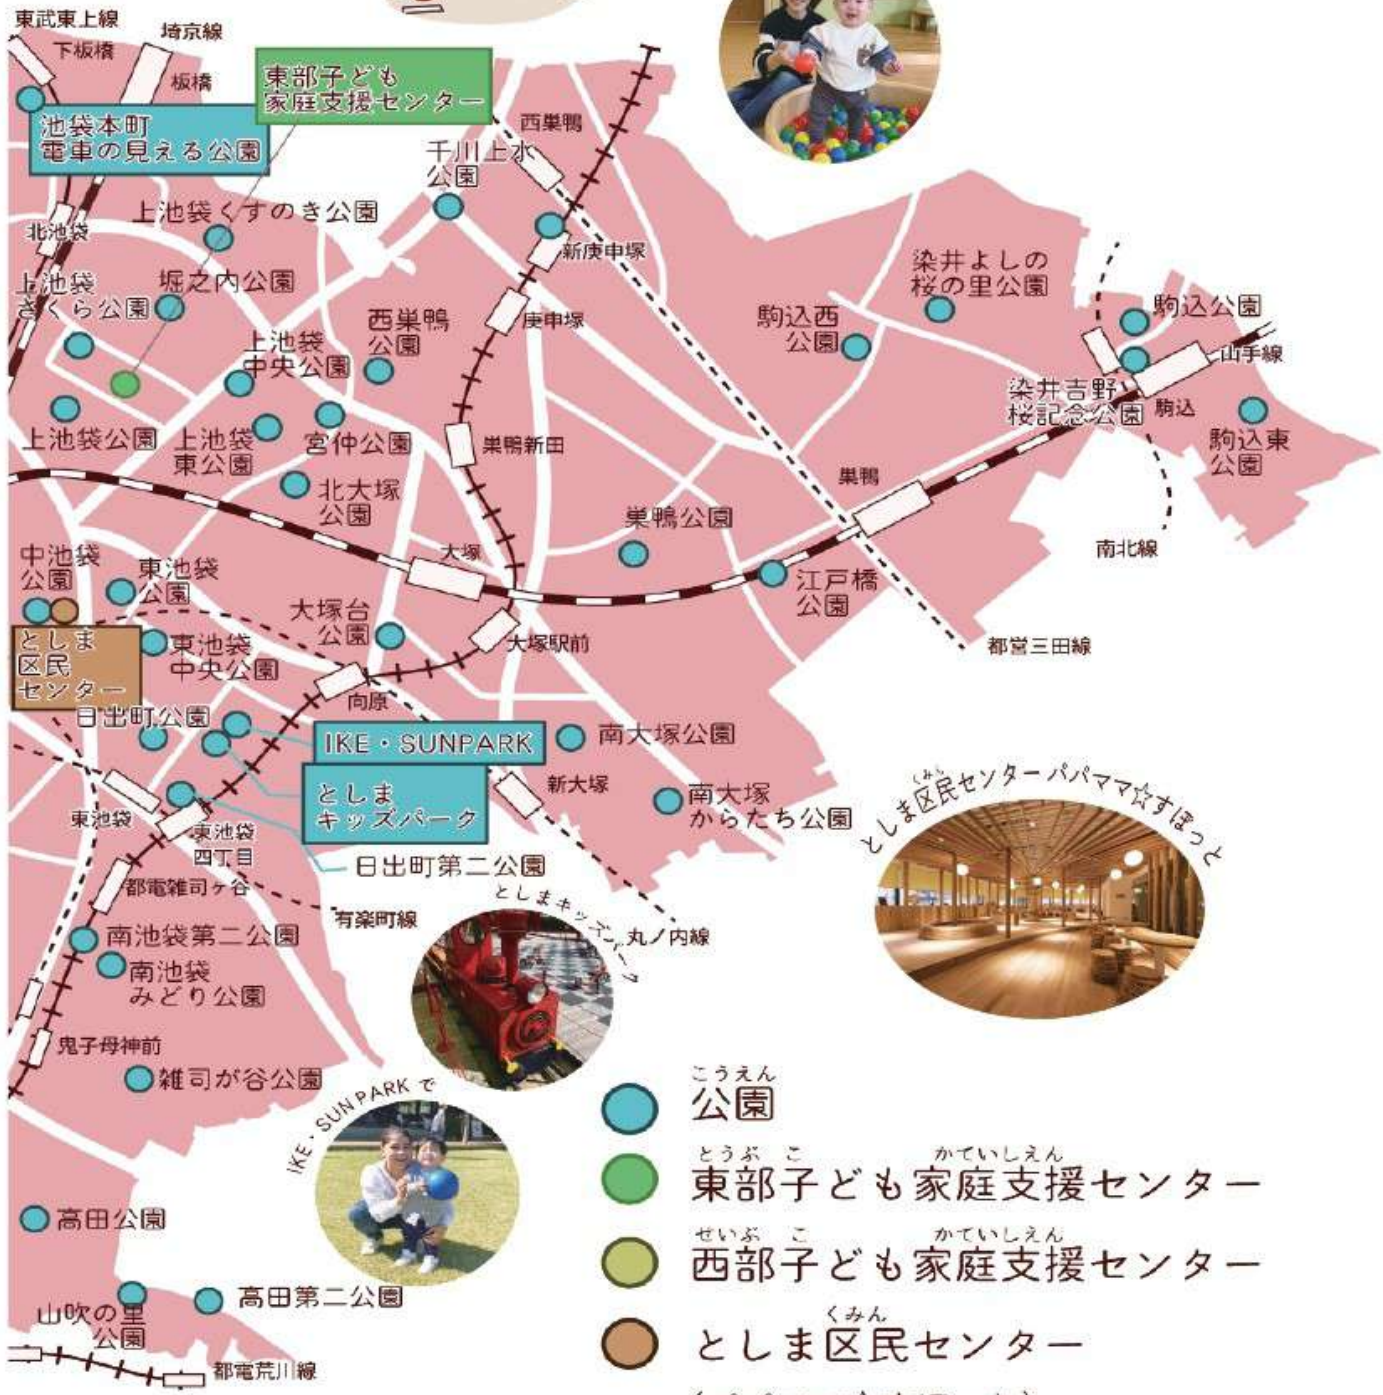 東武東上線
下板橋
埼京線
板橋
東部子ども
家庭支援センター
池袋本町
電車の見える公園
西巣鴨
千川上水
公園
上池袋くすのき公園
北池袋
新庚申塚
上池袋
さくら公園
堀之内公園
染井よしの
桜の里公園
駒込公園
西巣鴨
公園
庚申塚
駒込西
公園
上池袋
中央公園
山手線
染井吉野
桜記念公園
駒込
上池袋公園
上池袋
東公園
宮仲公園
巣鴨新田
駒込東
公園
北大塚
公園
巣鴨
巣鴨公園
南北線
中池袋
公園
東池袋
公園
大塚
江戸橋
公園
大塚台
公園
としま
区民
センター
東池袋
中央公園
大塚駅前
都営三田線
向原
日出町公園
IKE・SUNPARK
南大塚公園
としま
キッズパーク
新大塚
南大塚
からたち公園
東池袋
東池袋
四丁目
日出町第二公園
くみん
としま区民センター パパママ☆すぽっと
都電雑司ヶ谷
有楽町線
としまキッズパーク
丸ノ内線
南池袋第二公園
南池袋
みどり公園
鬼子母神前
雑司が谷公園
IKE・SUNPARKで
こうえん
公園
とうぶ こ かていしえん
東部子ども家庭支援センター
高田公園
せいぶ こ かていしえん
西部子ども家庭支援センター
山吹の里
公園
高田第二公園
くみん
としま区民センター
都電荒川線